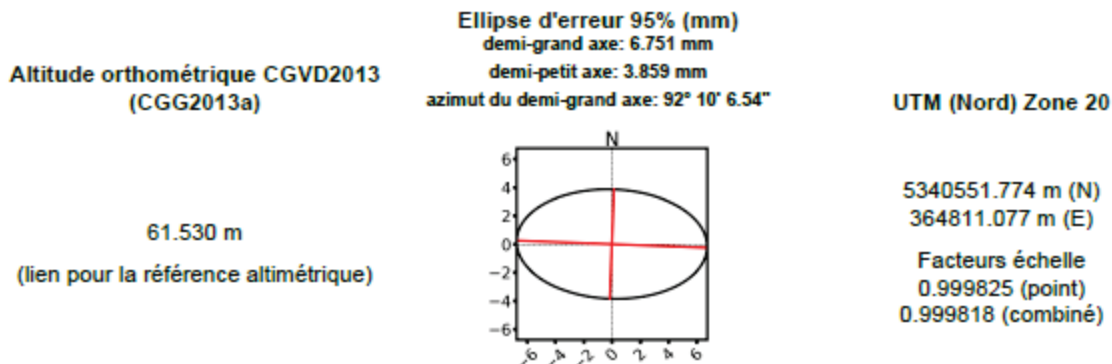 Altitude orthométrique CGVD2013
(CGG2013a)
61.530 m
(lien pour la référence altimétrique)
Ellipse d'erreur 95% (mm)
demi-grand axe: 6.751 mm
demi-petit axe: 3.859 mm
azimut du demi-grand axe: 92° 10' 6.54"
N
6
4
2
0
−2
−4
−6
−6 −4 −2 0 2 4 6
UTM (Nord) Zone 20
5340551.774 m (N)
364811.077 m (E)
Facteurs échelle
0.999825 (point)
0.999818 (combiné)